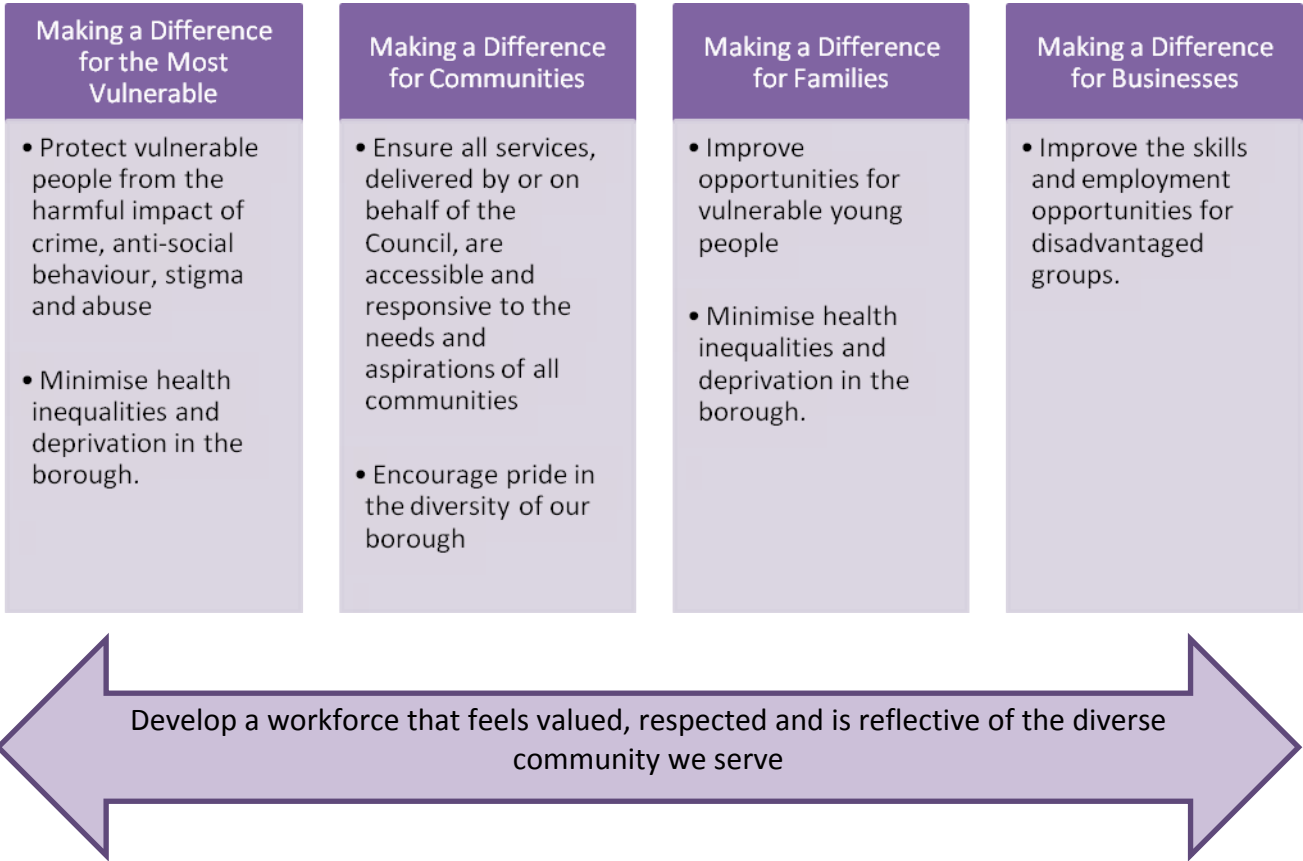 Making a Difference
for the Most
Vulnerable
• Protect vulnerable
people from the
harmful impact of
crime, anti-social
behaviour, stigma
and abuse
• Minimise health
inequalities and
deprivation in the
borough.
Making a Difference
for Communities
• Ensure all services,
delivered by or on
behalf of the
Council, are
accessible and
responsive to the
needs and
aspirations of all
communities
• Encourage pride in
the diversity of our
borough
Making a Difference
for Families
• Improve
opportunities for
vulnerable young
people
• Minimise health
inequalities and
deprivation in the
borough.
Making a Difference
for Businesses
• Improve the skills
and employment
opportunities for
disadvantaged
groups.
Develop a workforce that feels valued, respected and is reflective of the diverse
community we serve